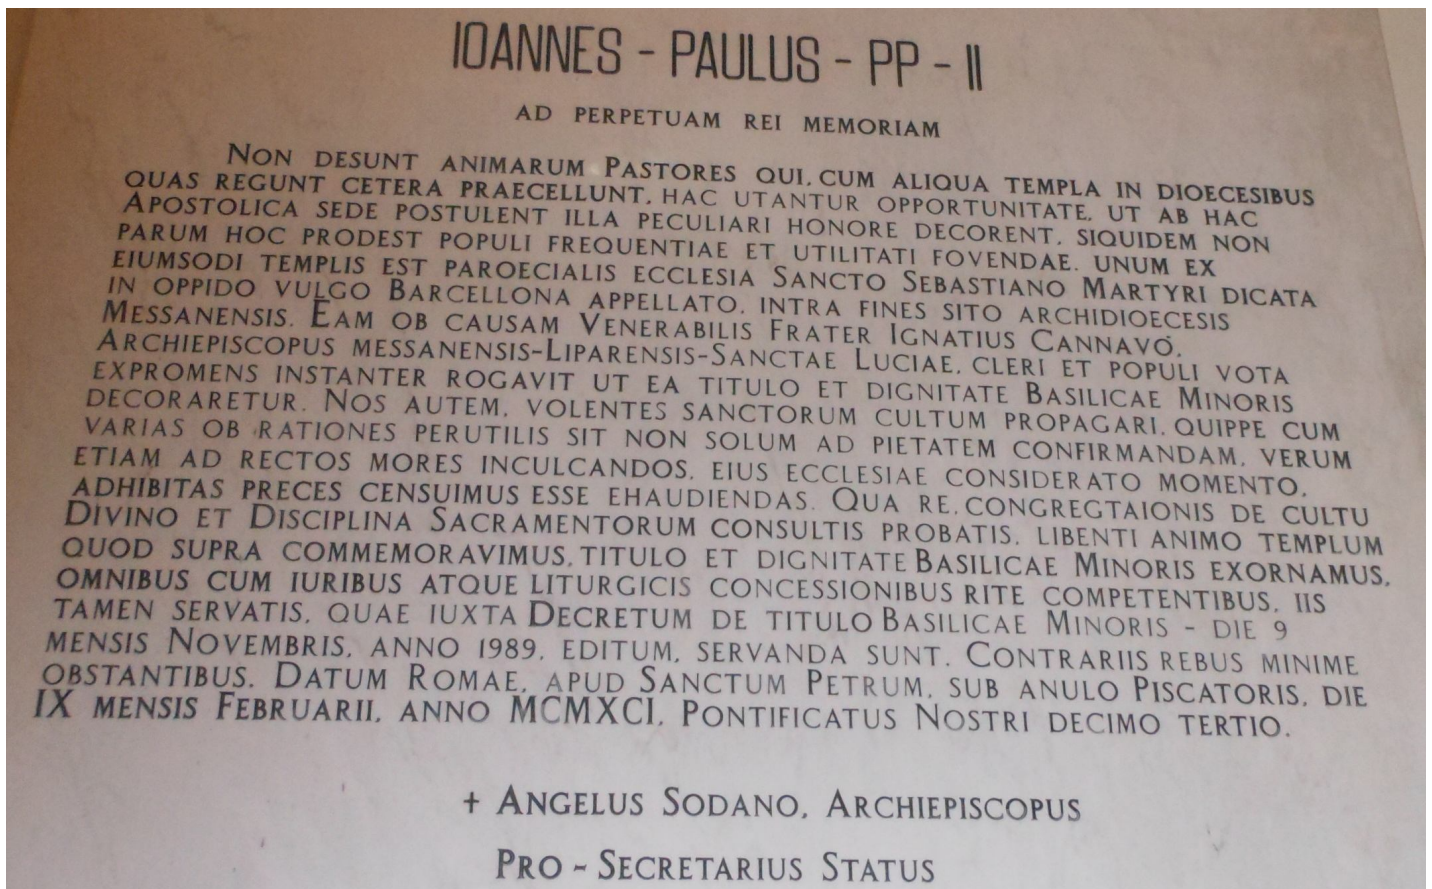 IOANNES - PAULUS - PP - II
AD PERPETUAM REI MEMORIAM
NON DESUNT ANIMARUM PASTORES QUI, CUM ALIQUA TEMPLA IN DIOECESIBUS
QUAS REGUNT CETERA PRAECELLUNT, HAC UTANTUR OPPORTUNITATE, UT AB HAC
APOSTOLICA SEDE POSTULENT ILLA PECULIARI HONORE DECORENT, SIQUIDEM NON
PARUM HOC PRODEST POPULI FREQUENTIAE ET UTILITATI FOVENDAE. UNUM EX
EIUMSODI TEMPLIS EST PAROECIALIS ECCLESIA SANCTO SEBASTIANO MARTYRI DICATA
IN OPPIDO VULGO BARCELLONA APPELLATO, INTRA FINES SITO ARCHIDIOECESIS
MESSANENSIS. EAM OB CAUSAM VENERABILIS FRATER IGNATIUS CANNAVÓ,
ARCHIEPISCOPUS MESSANENSIS-LIPARENSIS-SANCTAE LUCIAE, CLERI ET POPULI VOTA
EXPROMENS INSTANTER ROGAVIT UT EA TITULO ET DIGNITATE BASILICAE MINORIS
DECORARETUR. NOS AUTEM, VOLENTES SANCTORUM CULTUM PROPAGARI, QUIPPE CUM
VARIAS OB RATIONES PERUTILIS SIT NON SOLUM AD PIETATEM CONFIRMANDAM, VERUM
ETIAM AD RECTOS MORES INCULCANDOS, EIUS ECCLESIAE CONSIDERATO MOMENTO,
ADHIBITAS PRECES CENSUIMUS ESSE EHAUDIENDAS. QUA RE, CONGREGTAIONIS DE CULTU
DIVINO ET DISCIPLINA SACRAMENTORUM CONSULTIS PROBATIS, LIBENTI ANIMO TEMPLUM
QUOD SUPRA COMMEMORAVIMUS, TITULO ET DIGNITATE BASILICAE MINORIS EXORNAMUS,
OMNIBUS CUM IURIBUS ATQUE LITURGICIS CONCESSIONIBUS RITE COMPETENTIBUS, IIS
TAMEN SERVATIS, QUAE IUXTA DECRETUM DE TITULO BASILICAE MINORIS - DIE 9
MENSIS NOVEMBRIS, ANNO 1989, EDITUM, SERVANDA SUNT. CONTRARIIS REBUS MINIME
OBSTANTIBUS. DATUM ROMAE, APUD SANCTUM PETRUM, SUB ANULO PISCATORIS, DIE
IX MENSIS FEBRUARII, ANNO MCMXCI, PONTIFICATUS NOSTRI DECIMO TERTIO.
+ ANGELUS SODANO, ARCHIEPISCOPUS
PRO - SECRETARIUS STATUS